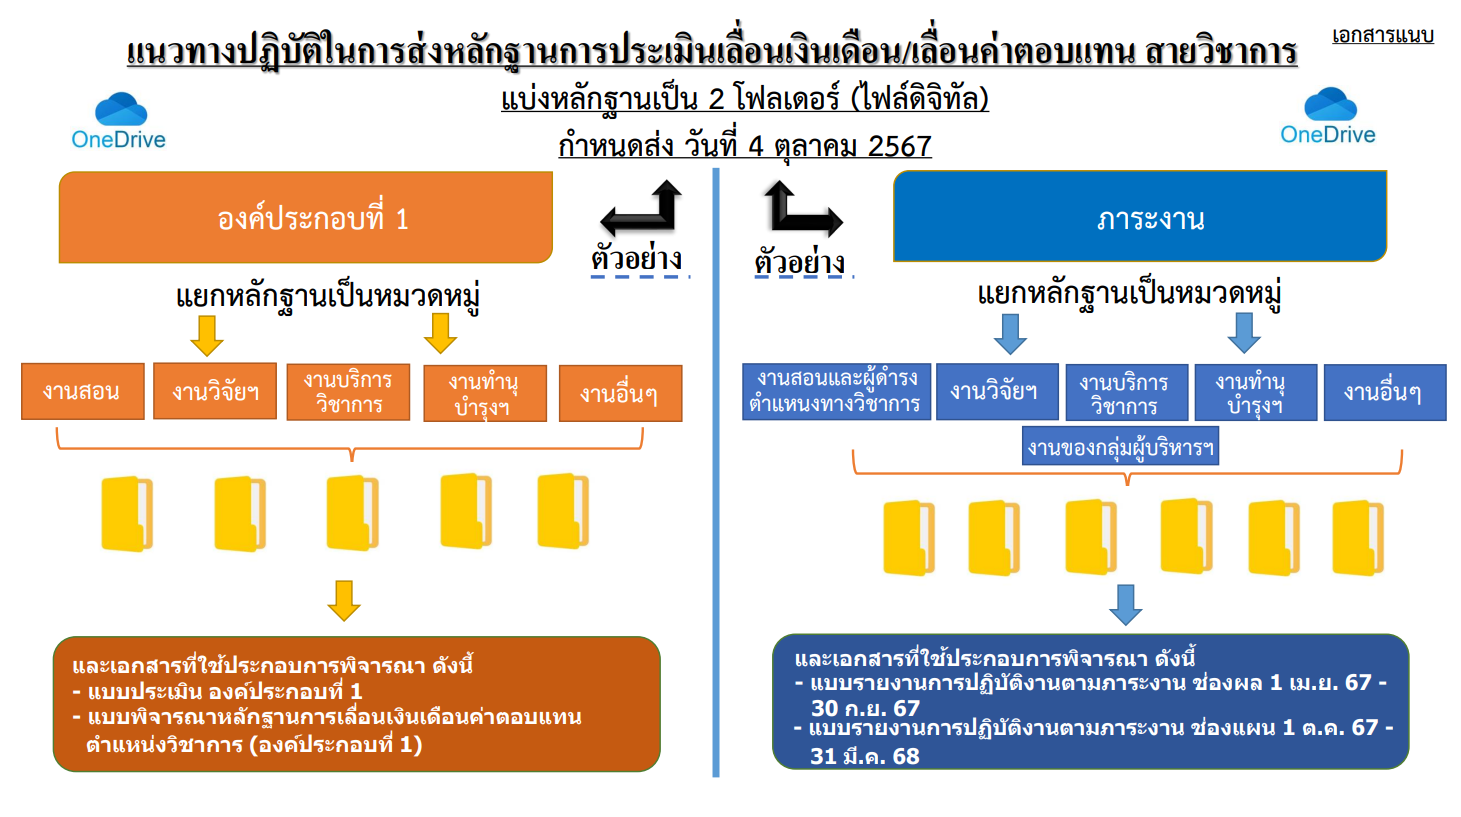 เอกสารแนบ
แนวทางปฏิบัติในการส่งหลักฐานการประเมินเลื่อนเงินเดือน/เลื่อนค่าตอบแทน สายวิชาการ
แบ่งหลักฐานเป็น 2 โฟลเดอร์ (ไฟล์ดิจิทัล)
กำหนดส่ง วันที่ 4 ตุลาคม 2567
OneDrive
OneDrive
องค์ประกอบที่ 1
ตัวอย่าง
แยกหลักฐานเป็นหมวดหมู่
งานสอน
งานวิจัยฯ
งานบริการ
วิชาการ
งานทำนุ
บำรุงฯ
งานอื่นๆ
และเอกสารที่ใช้ประกอบการพิจารณา ดังนี้
- แบบประเมิน องค์ประกอบที่ 1
- แบบพิจารณาหลักฐานการเลื่อนเงินเดือนค่าตอบแทน
ตำแหน่งวิชาการ (องค์ประกอบที่ 1)
ภาระงาน
ตัวอย่าง
แยกหลักฐานเป็นหมวดหมู่
งานสอนและผู้ดำรง
ตำแหนงทางวิชาการ
งานวิจัยฯ
งานบริการ
วิชาการ
งานทำนุ
บำรุงฯ
งานอื่นๆ
งานของกลุ่มผู้บริหารฯ
และเอกสารที่ใช้ประกอบการพิจารณา ดังนี้
- แบบรายงานการปฏิบัติงานตามภาระงาน ช่องผล 1 เม.ย. 67 -
30 ก.ย. 67
- แบบรายงานการปฏิบัติงานตามภาระงาน ช่องแผน 1 ต.ค. 67 -
31 มี.ค. 68